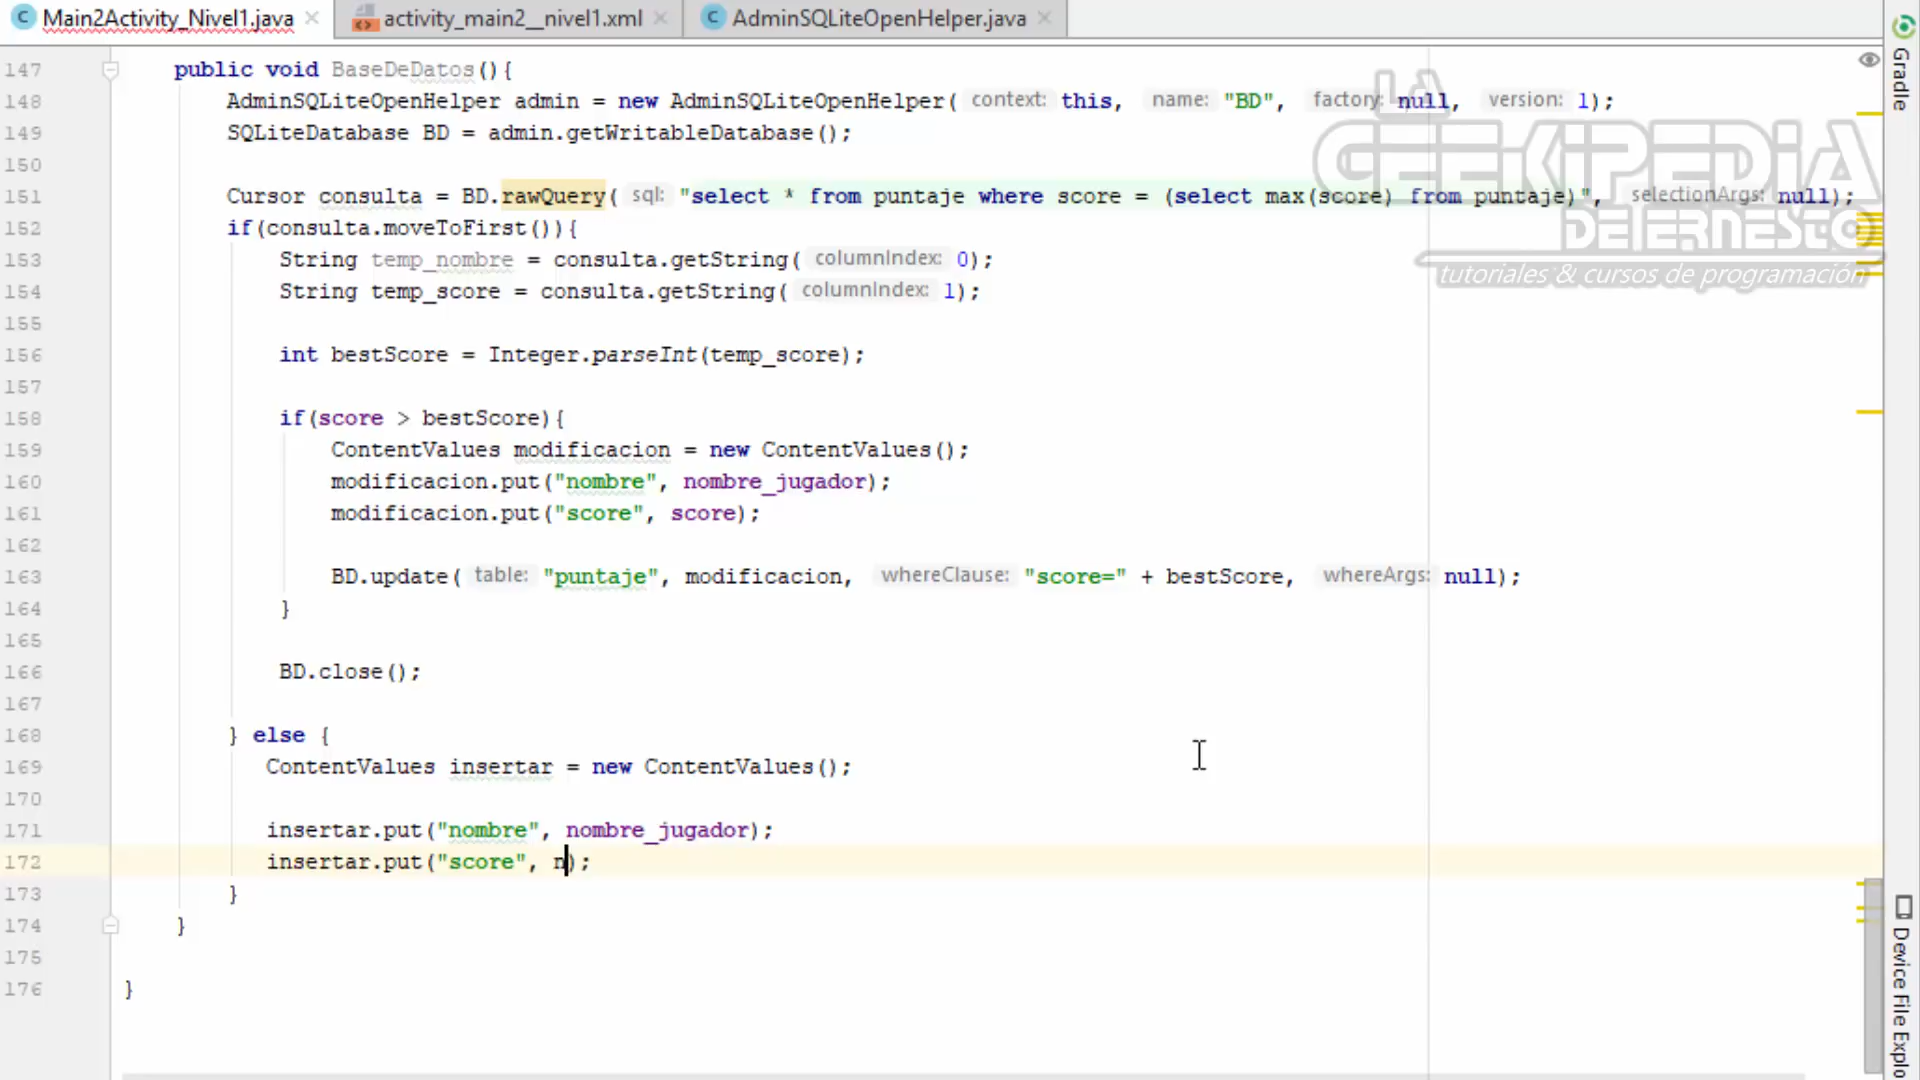 Main2Activity_Nivel1.java activity_main2__nivel1.xml AdminSQLiteOpenHelper.java
Gradle
LA
GEEKIPEDIA
DE ERNESTO
tutoriales & cursos de programación
147 public void BaseDeDatos(){
148 AdminSQLiteOpenHelper admin = new AdminSQLiteOpenHelper( context: this, name: "BD", factory: null, version: 1);
149 SQLiteDatabase BD = admin.getWritableDatabase();
150
151 Cursor consulta = BD.rawQuery( sql: "select * from puntaje where score = (select max(score) from puntaje)", selectionArgs: null);
152 if(consulta.moveToFirst()){
153 String temp_nombre = consulta.getString( columnIndex: 0);
154 String temp_score = consulta.getString( columnIndex: 1);
155
156 int bestScore = Integer.parseInt(temp_score);
157
158 if(score > bestScore){
159 ContentValues modificacion = new ContentValues();
160 modificacion.put("nombre", nombre_jugador);
161 modificacion.put("score", score);
162
163 BD.update( table: "puntaje", modificacion, whereClause: "score=" + bestScore, whereArgs: null);
164 }
165
166 BD.close();
167
168 } else {
169 ContentValues insertar = new ContentValues();
170
171 insertar.put("nombre", nombre_jugador);
172 insertar.put("score", n);
173 }
174 }
175
176 }
Device File Explo